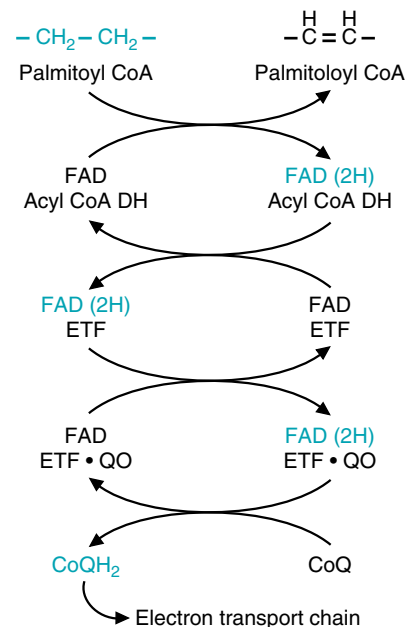 – CH₂ – CH₂ –
H H
– C = C –
Palmitoyl CoA
Palmitoloyl CoA
FAD
Acyl CoA DH
FAD (2H)
Acyl CoA DH
FAD (2H)
ETF
FAD
ETF
FAD
ETF • QO
FAD (2H)
ETF • QO
CoQH₂
CoQ
Electron transport chain